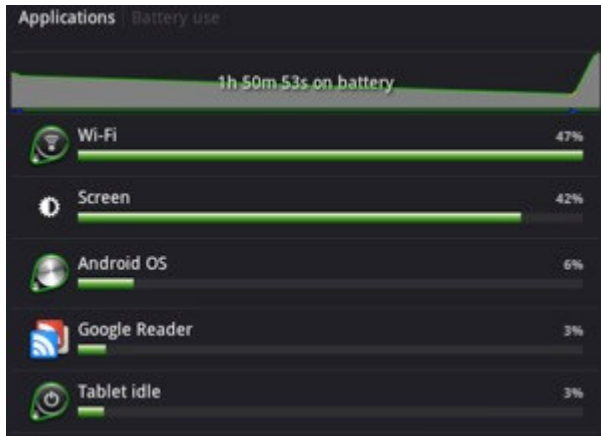 Applications Battery use
1h 50m 53s on battery
Wi-Fi 47%
Screen 42%
Android OS 6%
Google Reader 3%
Tablet idle 3%